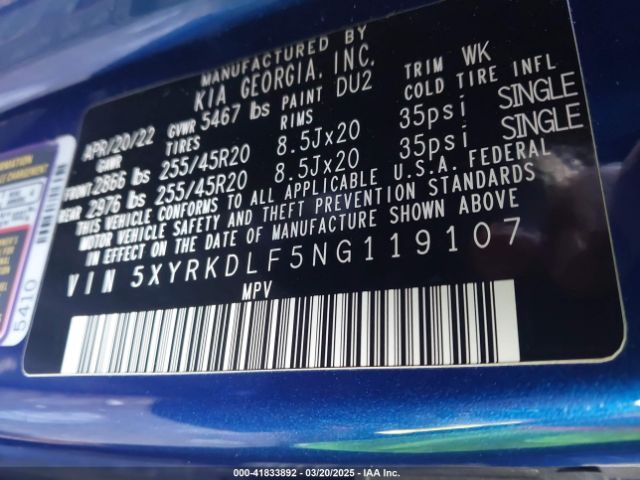 MANUFACTURED BY
KIA GEORGIA, INC.
APR/20/22 GVWR 5467 lbs PAINT DU2 TRIM WK
GAWR TIRES RIMS COLD TIRE INFL
FRONT 2866 lbs 255/45R20 8.5Jx20 35psi SINGLE
REAR 2976 lbs 255/45R20 8.5Jx20 35psi SINGLE
THIS VEHICLE CONFORMS TO ALL APPLICABLE U.S.A. FEDERAL
MOTOR VEHICLE SAFETY AND THEFT PREVENTION STANDARDS
IN EFFECT ON THE DATE OF MANUFACTURE SHOWN ABOVE
VIN 5XYRKDLF5NG119107
MPV
5410
000-41833892 - 03/20/2025 - IAA Inc.